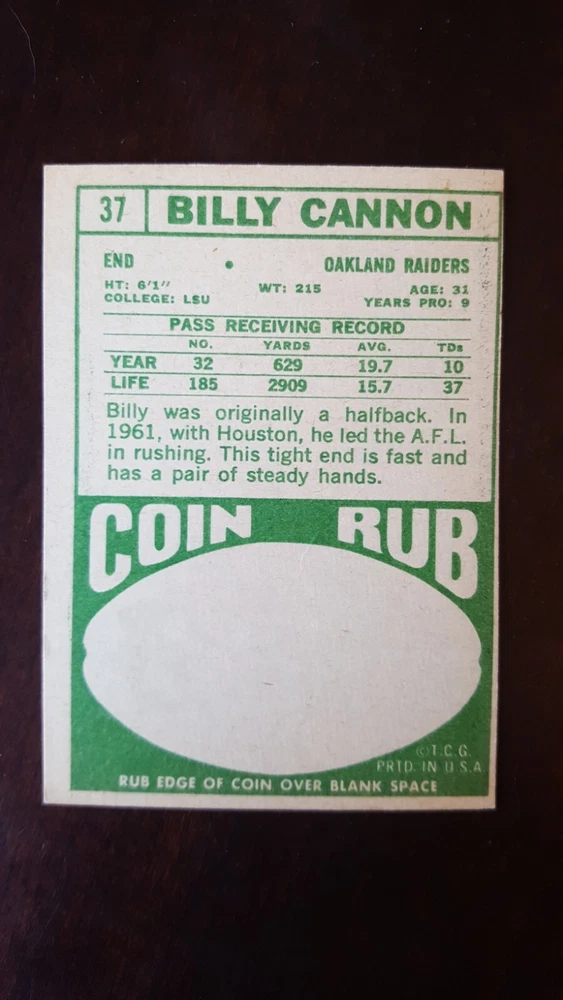 37 BILLY CANNON
END • OAKLAND RAIDERS
HT: 6'1" WT: 215 AGE: 31
COLLEGE: LSU YEARS PRO: 9
PASS RECEIVING RECORD
NO. YARDS AVG. TDs
YEAR 32 629 19.7 10
LIFE 185 2909 15.7 37
Billy was originally a halfback. In
1961, with Houston, he led the A.F.L.
in rushing. This tight end is fast and
has a pair of steady hands.
COIN RUB
©T.C.G.
PRTD. IN U.S.A.
RUB EDGE OF COIN OVER BLANK SPACE